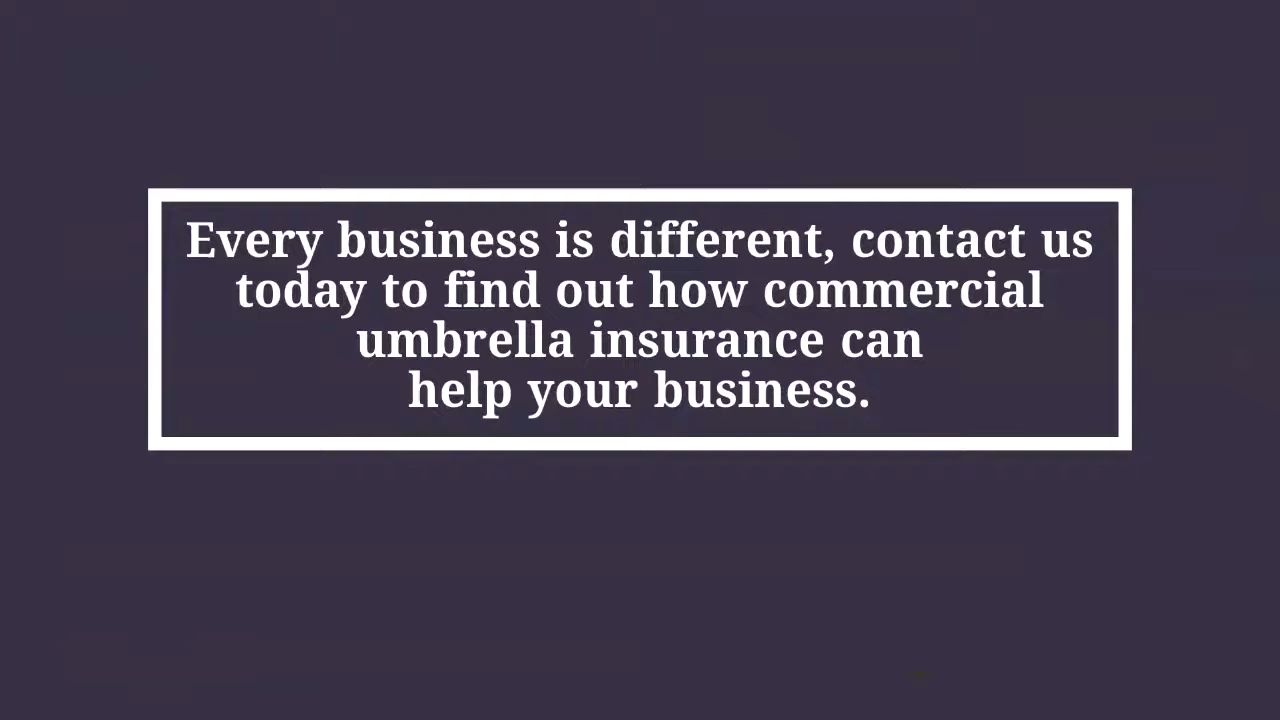 Every business is different, contact us
today to find out how commercial
umbrella insurance can
help your business.